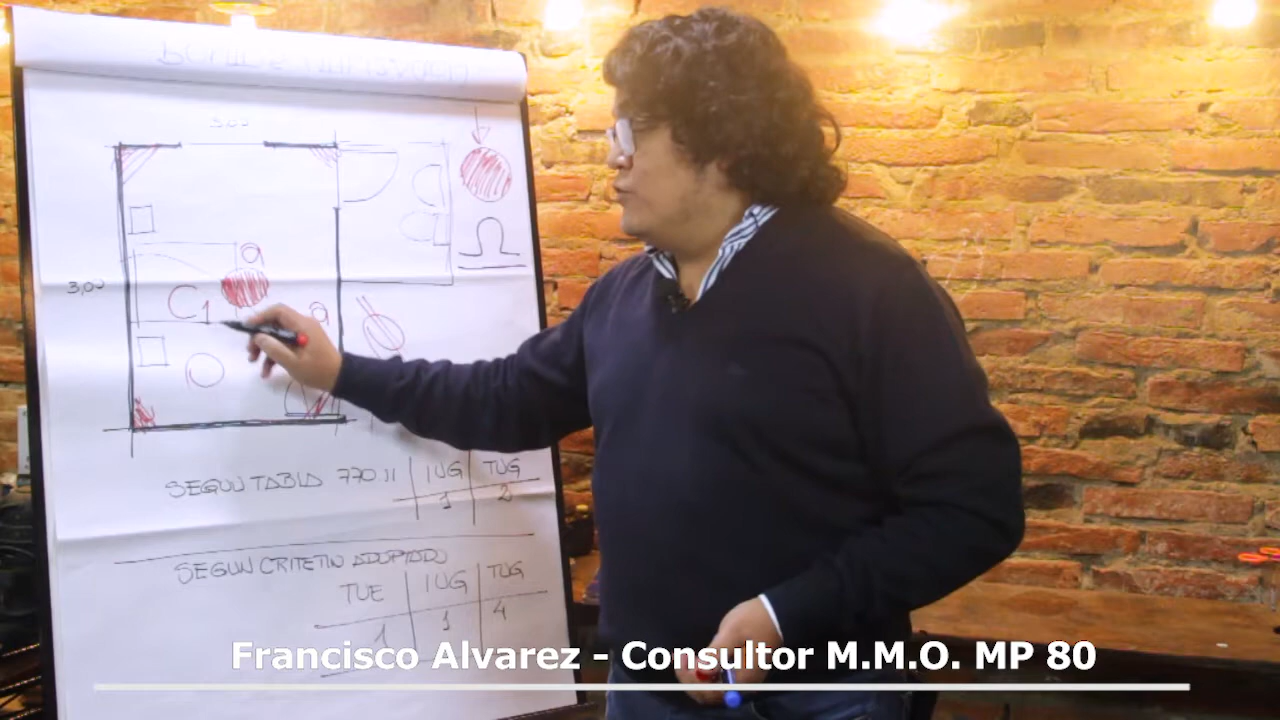 3,00
3,00
a
C1
a
SEGUN TABLA 770.11 IUG TUG
1 2
SEGUN CRITETIO ADOPTADO
TUE IUG TUG
1 1 4
Francisco Alvarez - Consultor M.M.O. MP 80